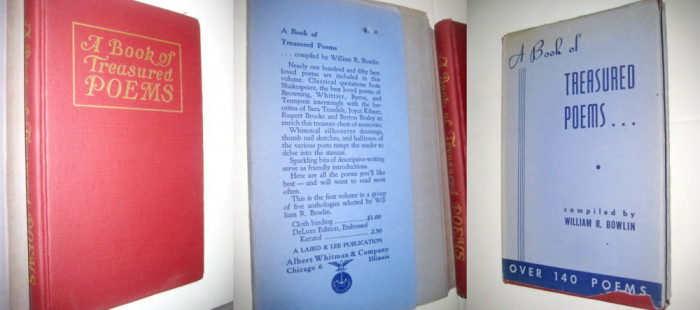 A Book of
Treasured
POEMS
A Book of
Treasured Poems
. . . compiled by William R. Bowlin
Nearly one hundred and fifty best
loved poems are included in this
volume. Classical quotations from
Shakespeare, the best loved poems of
Browning, Whittier, Byron, and
Tennyson intermingle with the fav-
orites of Sara Teasdale, Joyce Kilmer,
Rupert Brooke and Berton Braley to
enrich this treasure chest of memories.
Whimsical silhouette drawings,
thumb nail sketches, and halftones of
the various poets tempt the reader to
delve into the stanzas.
Sparkling bits of descriptive writing
serve as friendly introductions.
Here are all the poems you'll like
best — and will want to read most
often.
This is the first volume in a group
of five anthologies selected by Wil-
liam R. Bowlin.
Cloth binding $1.00
DeLuxe Edition, Embossed
Keratol 2.50
A LAIRD & LEE PUBLICATION
Albert Whitman & Company
Chicago 6 Illinois
A Book of Treasured POEMS
A Book of
TREASURED
POEMS...
compiled by
WILLIAM R. BOWLIN
OVER 140 POEMS